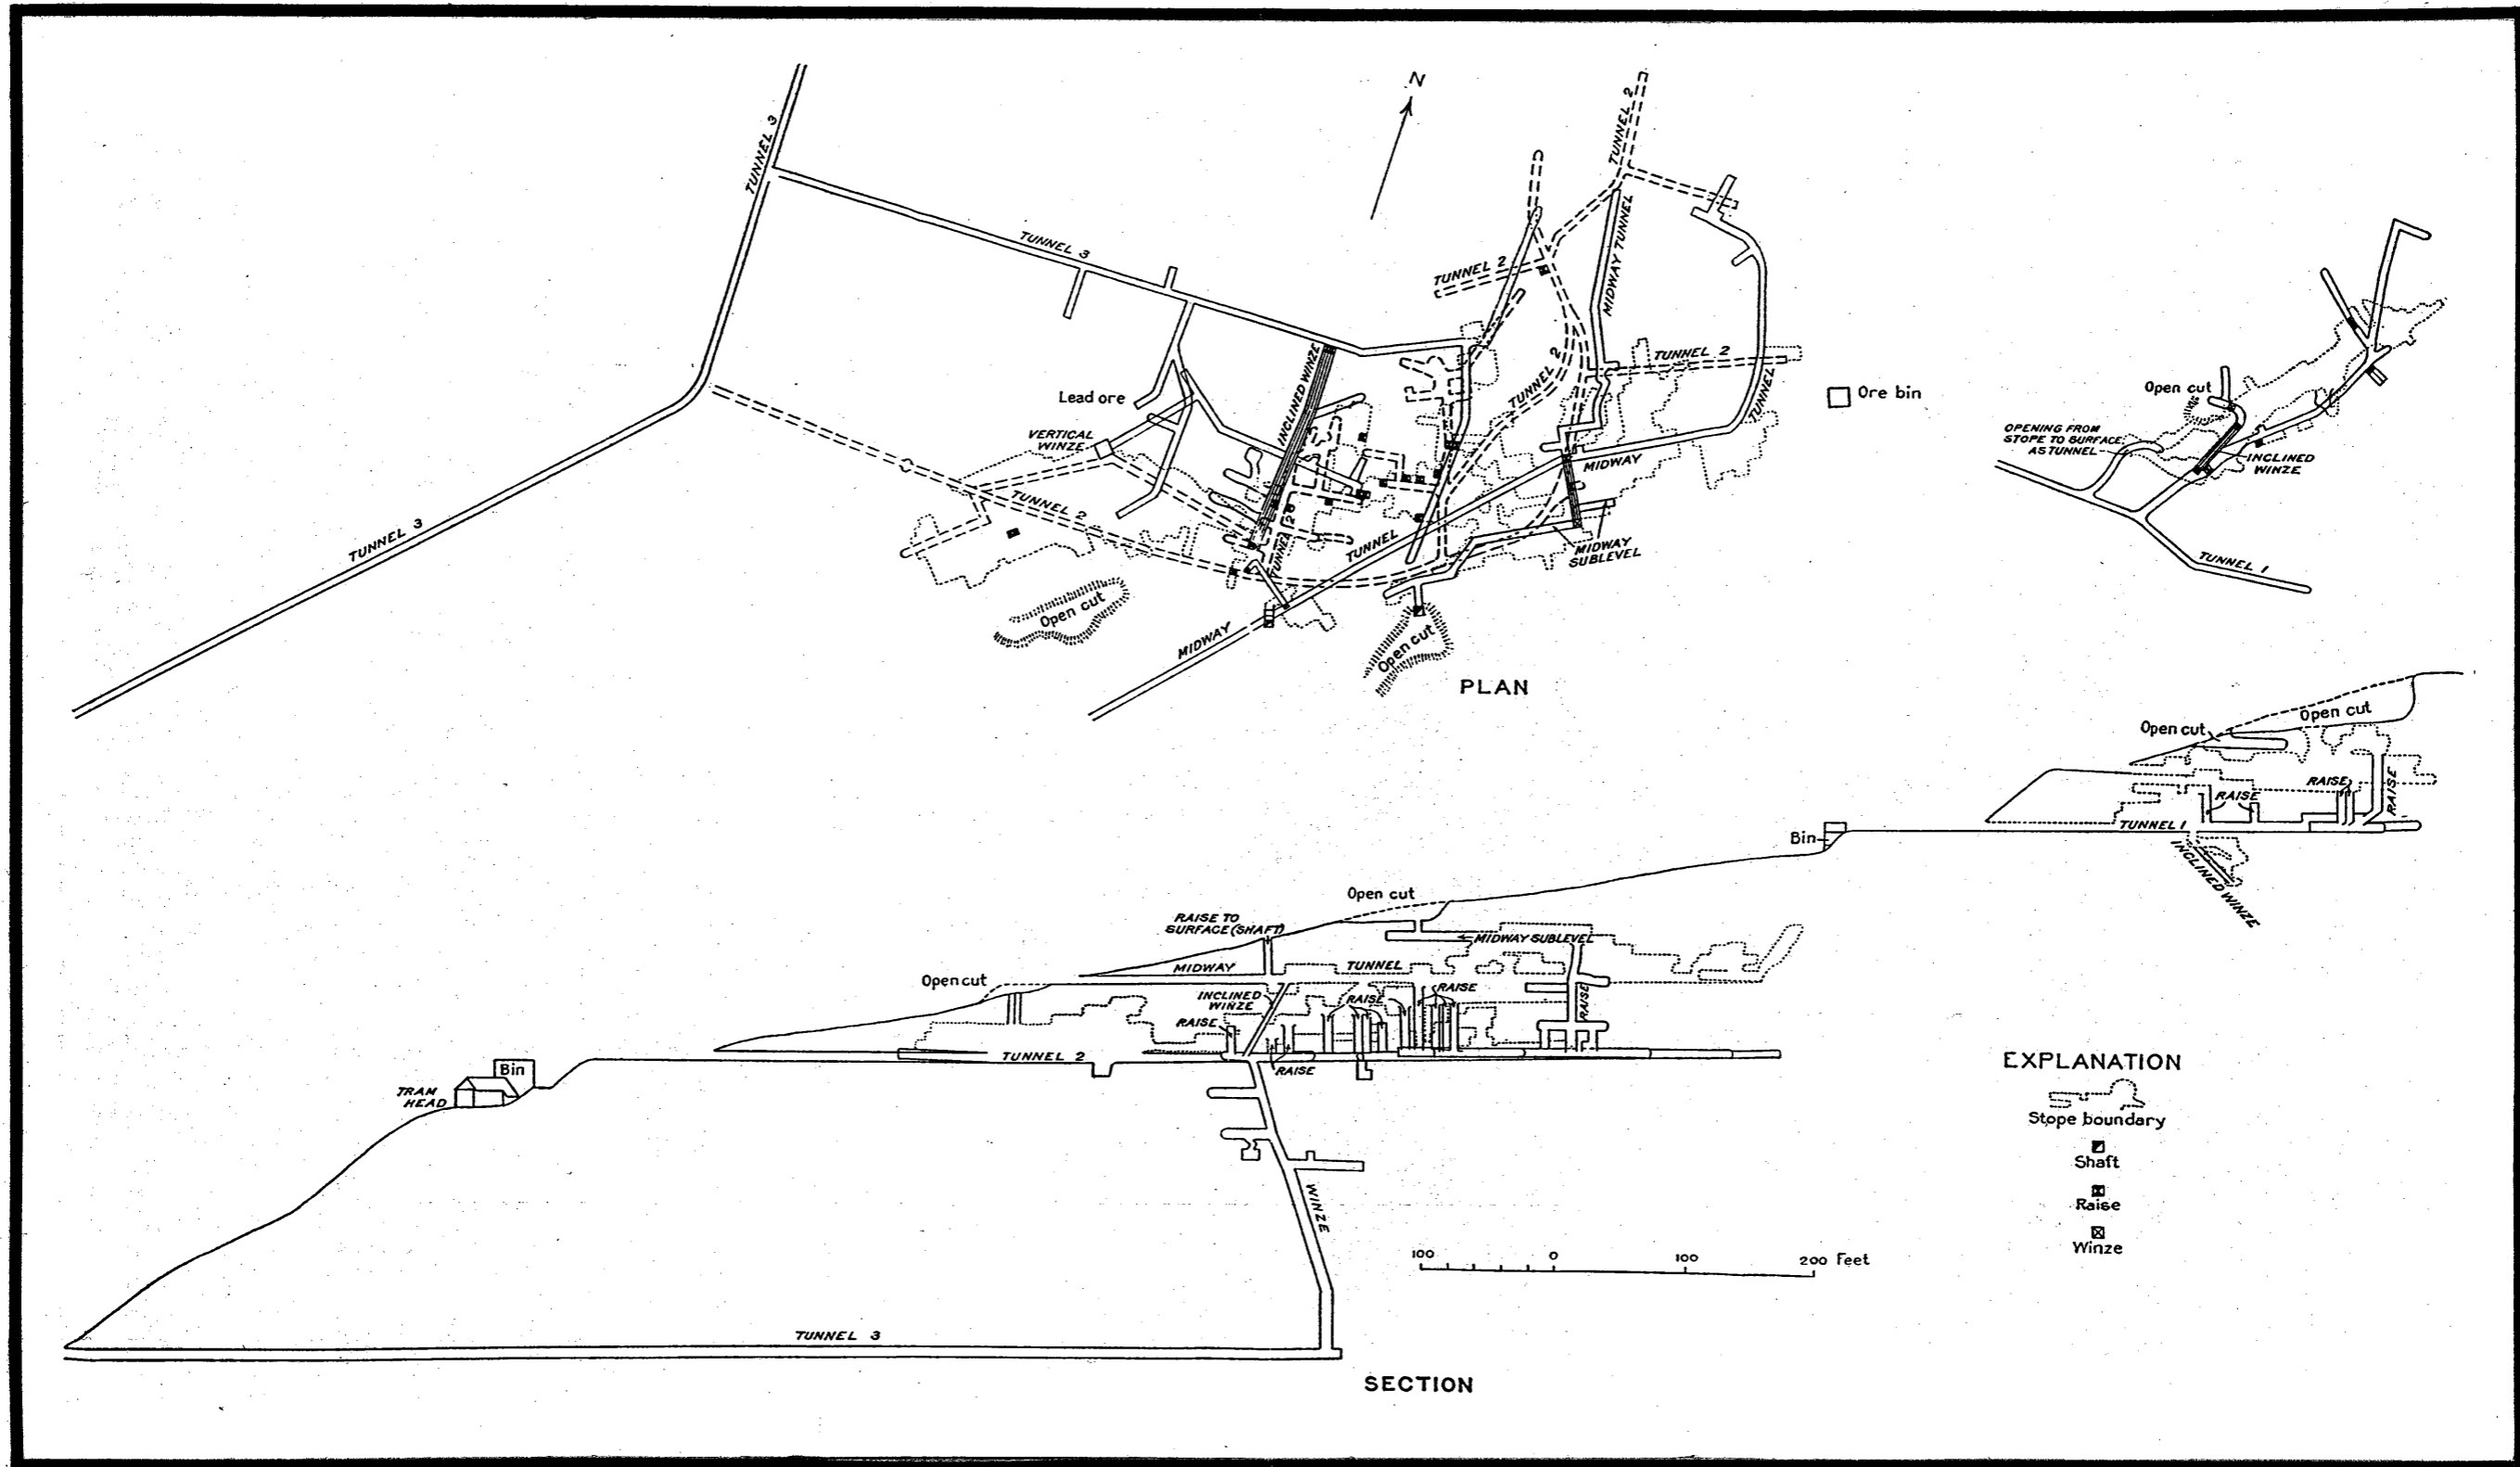 N
TUNNEL 3
TUNNEL 3
TUNNEL 3
TUNNEL 2
TUNNEL 2
MIDWAY TUNNEL
TUNNEL 2
TUNNEL 2
TUNNEL
INCLINED WINZE
Lead ore
VERTICAL
WINZE
TUNNEL 2
TUNNEL 2B
TUNNEL
MIDWAY
MIDWAY
SUBLEVEL
MIDWAY
Open cut
Open cut
Ore bin
Open cut
OPENING FROM
STOPE TO SURFACE
AS TUNNEL
INCLINED
WINZE
TUNNEL 1
PLAN
Open cut
Open cut
RAISE
RAISE
RAISE
TUNNEL 1
INCLINED WINZE
Bin
Open cut
RAISE TO
SURFACE (SHAFT)
MIDWAY SUBLEVEL
MIDWAY
TUNNEL
Open cut
INCLINED
WINZE
RAISE
RAISE
RAISE
RAISE
TUNNEL 2
RAISE
Bin
TRAM
HEAD
WINZE
TUNNEL 3
100 0 100 200 Feet
SECTION
EXPLANATION
Stope boundary
Shaft
Raise
Winze